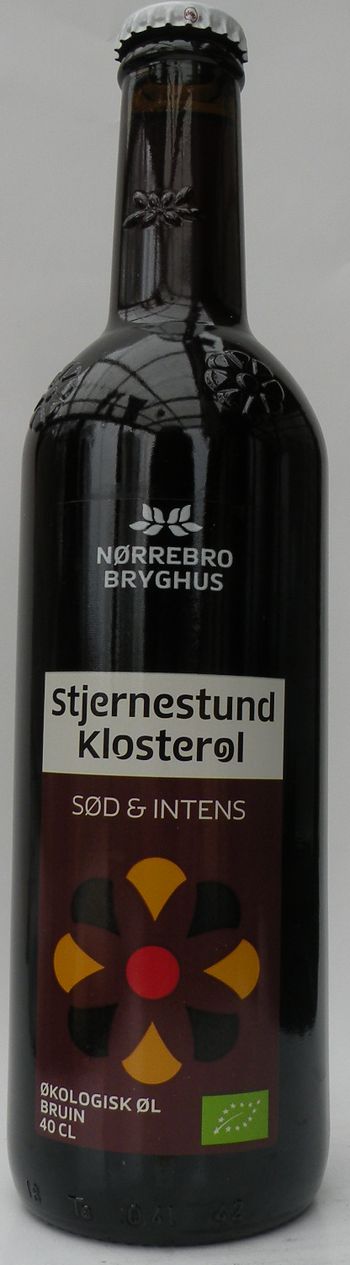 NØRREBRO
BRYGHUS
Stjernestund
Klosterøl
SØD & INTENS
ØKOLOGISK ØL
BRUIN
40 CL